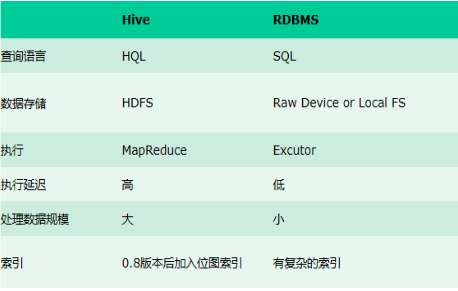 Hive RDBMS
查询语言 HQL SQL
数据存储 HDFS Raw Device or Local FS
执行 MapReduce Excutor
执行延迟 高 低
处理数据规模 大 小
索引 0.8版本后加入位图索引 有复杂的索引